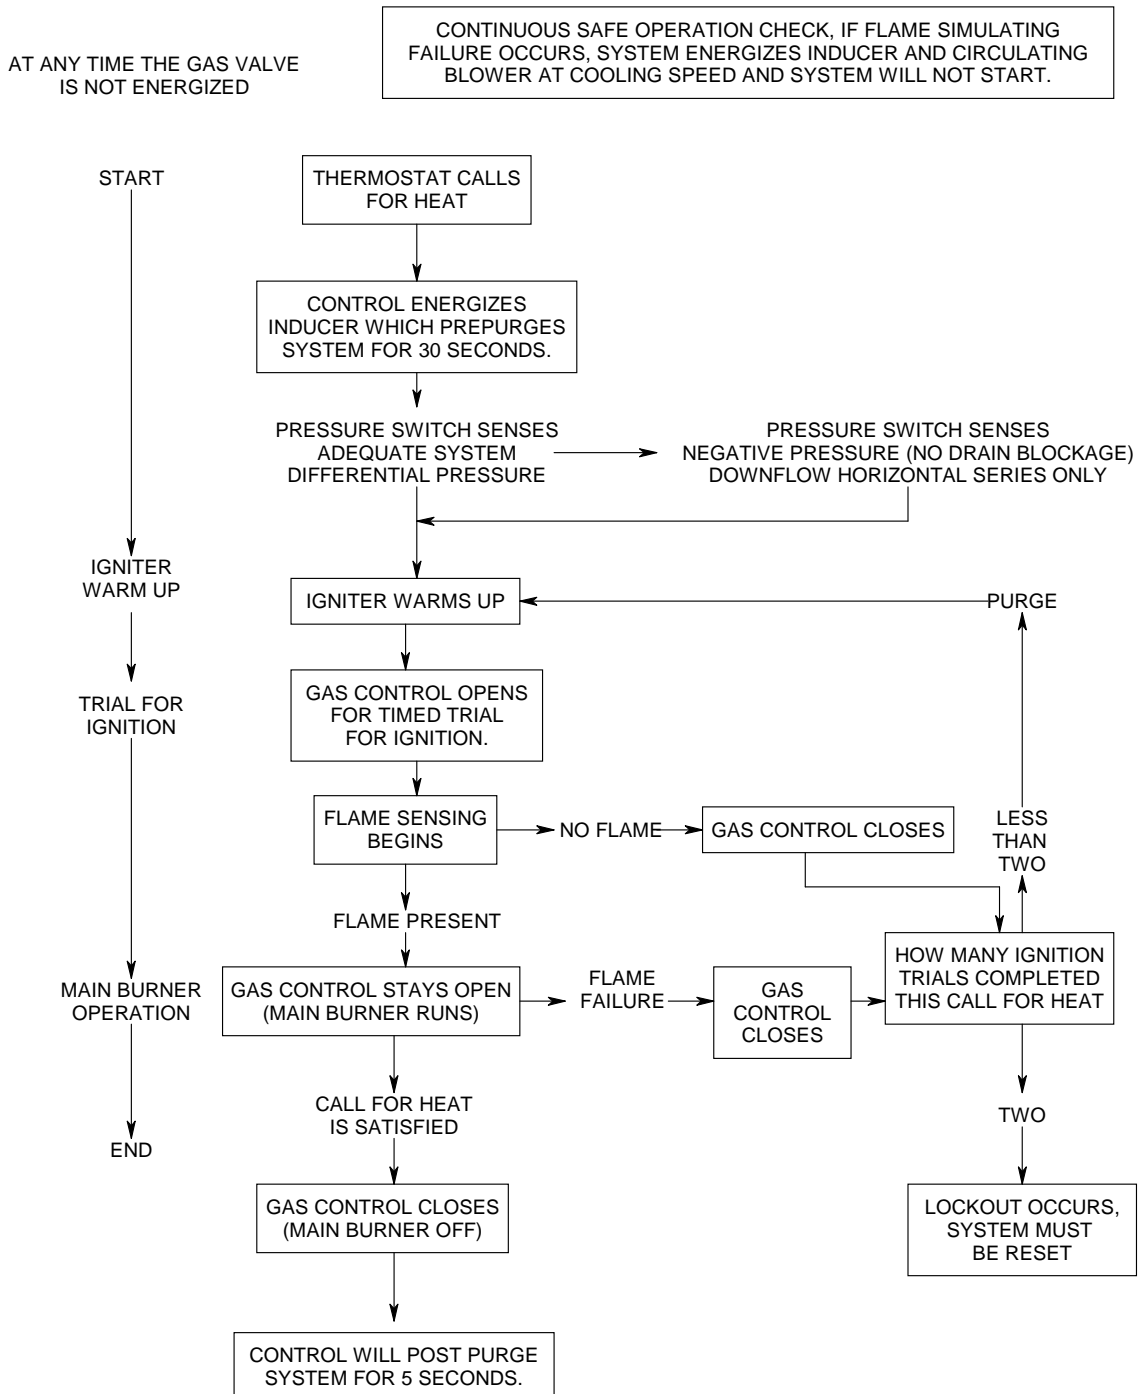 AT ANY TIME THE GAS VALVE
IS NOT ENERGIZED
CONTINUOUS SAFE OPERATION CHECK, IF FLAME SIMULATING
FAILURE OCCURS, SYSTEM ENERGIZES INDUCER AND CIRCULATING
BLOWER AT COOLING SPEED AND SYSTEM WILL NOT START.
START
THERMOSTAT CALLS
FOR HEAT
CONTROL ENERGIZES
INDUCER WHICH PREPURGES
SYSTEM FOR 30 SECONDS.
PRESSURE SWITCH SENSES
ADEQUATE SYSTEM
DIFFERENTIAL PRESSURE
PRESSURE SWITCH SENSES
NEGATIVE PRESSURE (NO DRAIN BLOCKAGE)
DOWNFLOW HORIZONTAL SERIES ONLY
IGNITER
WARM UP
IGNITER WARMS UP
PURGE
TRIAL FOR
IGNITION
GAS CONTROL OPENS
FOR TIMED TRIAL
FOR IGNITION.
FLAME SENSING
BEGINS
NO FLAME
GAS CONTROL CLOSES
LESS
THAN
TWO
FLAME PRESENT
MAIN BURNER
OPERATION
GAS CONTROL STAYS OPEN
(MAIN BURNER RUNS)
FLAME
FAILURE
GAS
CONTROL
CLOSES
HOW MANY IGNITION
TRIALS COMPLETED
THIS CALL FOR HEAT
CALL FOR HEAT
IS SATISFIED
TWO
END
GAS CONTROL CLOSES
(MAIN BURNER OFF)
LOCKOUT OCCURS,
SYSTEM MUST
BE RESET
CONTROL WILL POST PURGE
SYSTEM FOR 5 SECONDS.